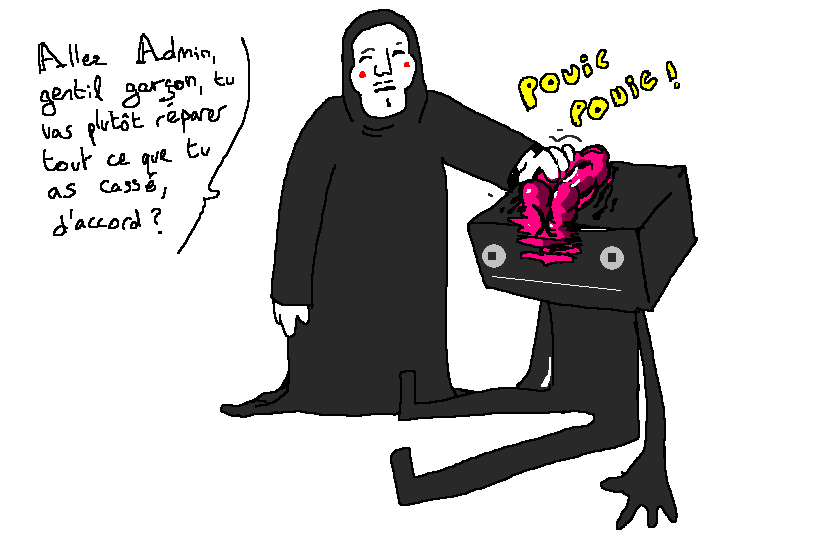 Allez Admin,
gentil garçon, tu
vas plutôt réparer
tout ce que tu
as cassé,
d'accord ?
POUIC
POUIC !